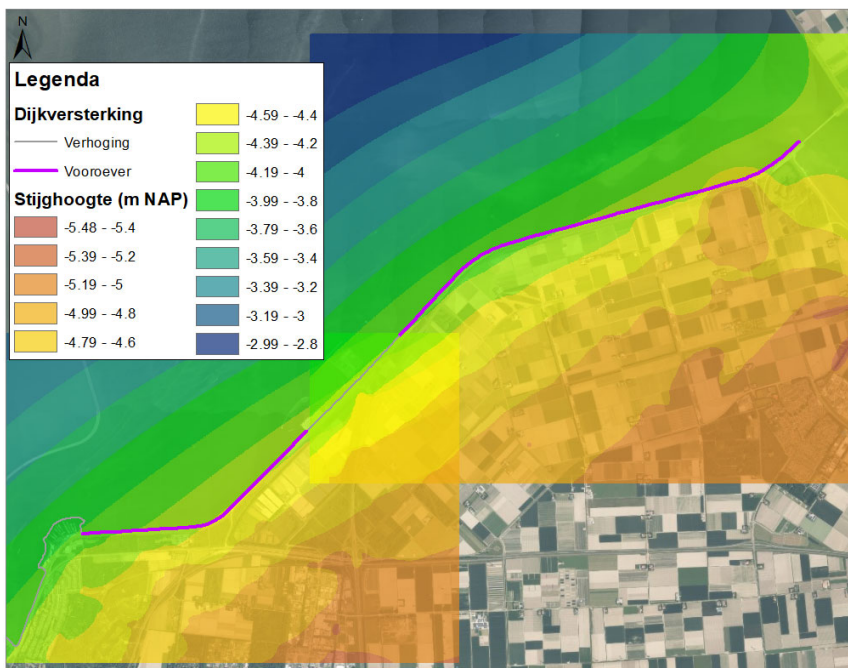 N
Legenda
Dijkversterking
Verhoging
Vooroever
Stijghoogte (m NAP)
-5.48 - -5.4
-5.39 - -5.2
-5.19 - -5
-4.99 - -4.8
-4.79 - -4.6
-4.59 - -4.4
-4.39 - -4.2
-4.19 - -4
-3.99 - -3.8
-3.79 - -3.6
-3.59 - -3.4
-3.39 - -3.2
-3.19 - -3
-2.99 - -2.8